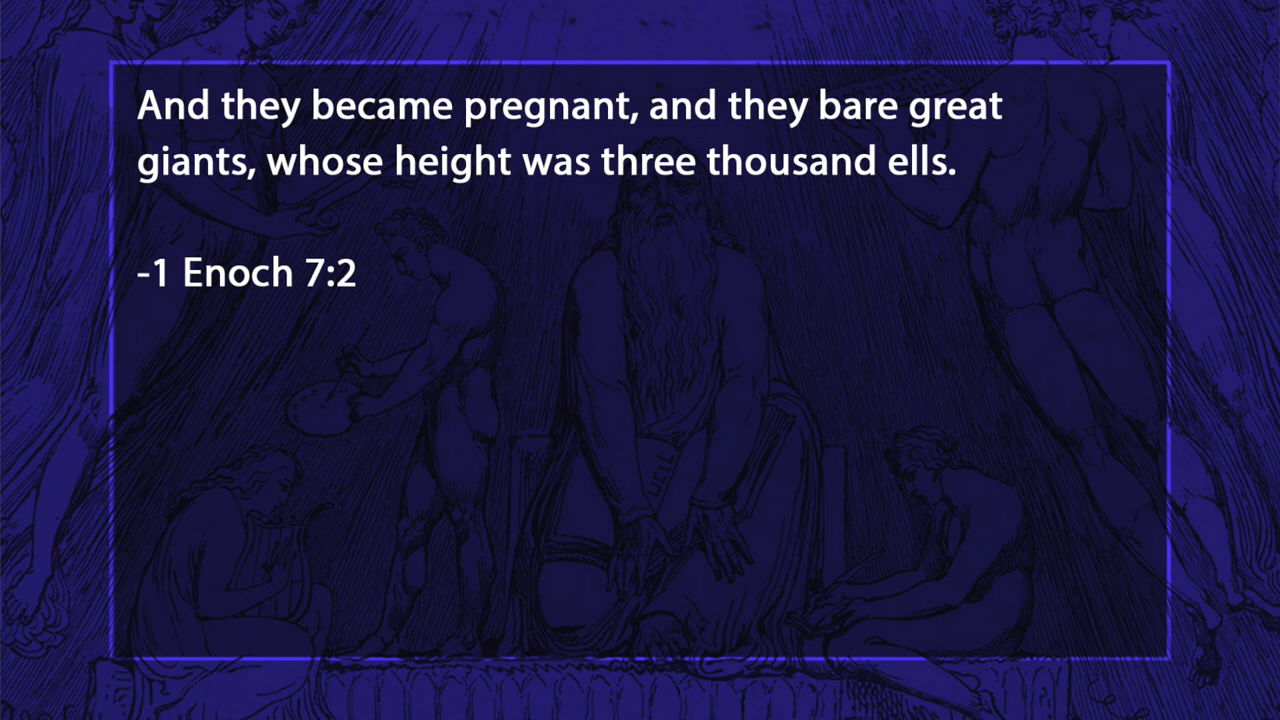 And they became pregnant, and they bare great
giants, whose height was three thousand ells.
-1 Enoch 7:2